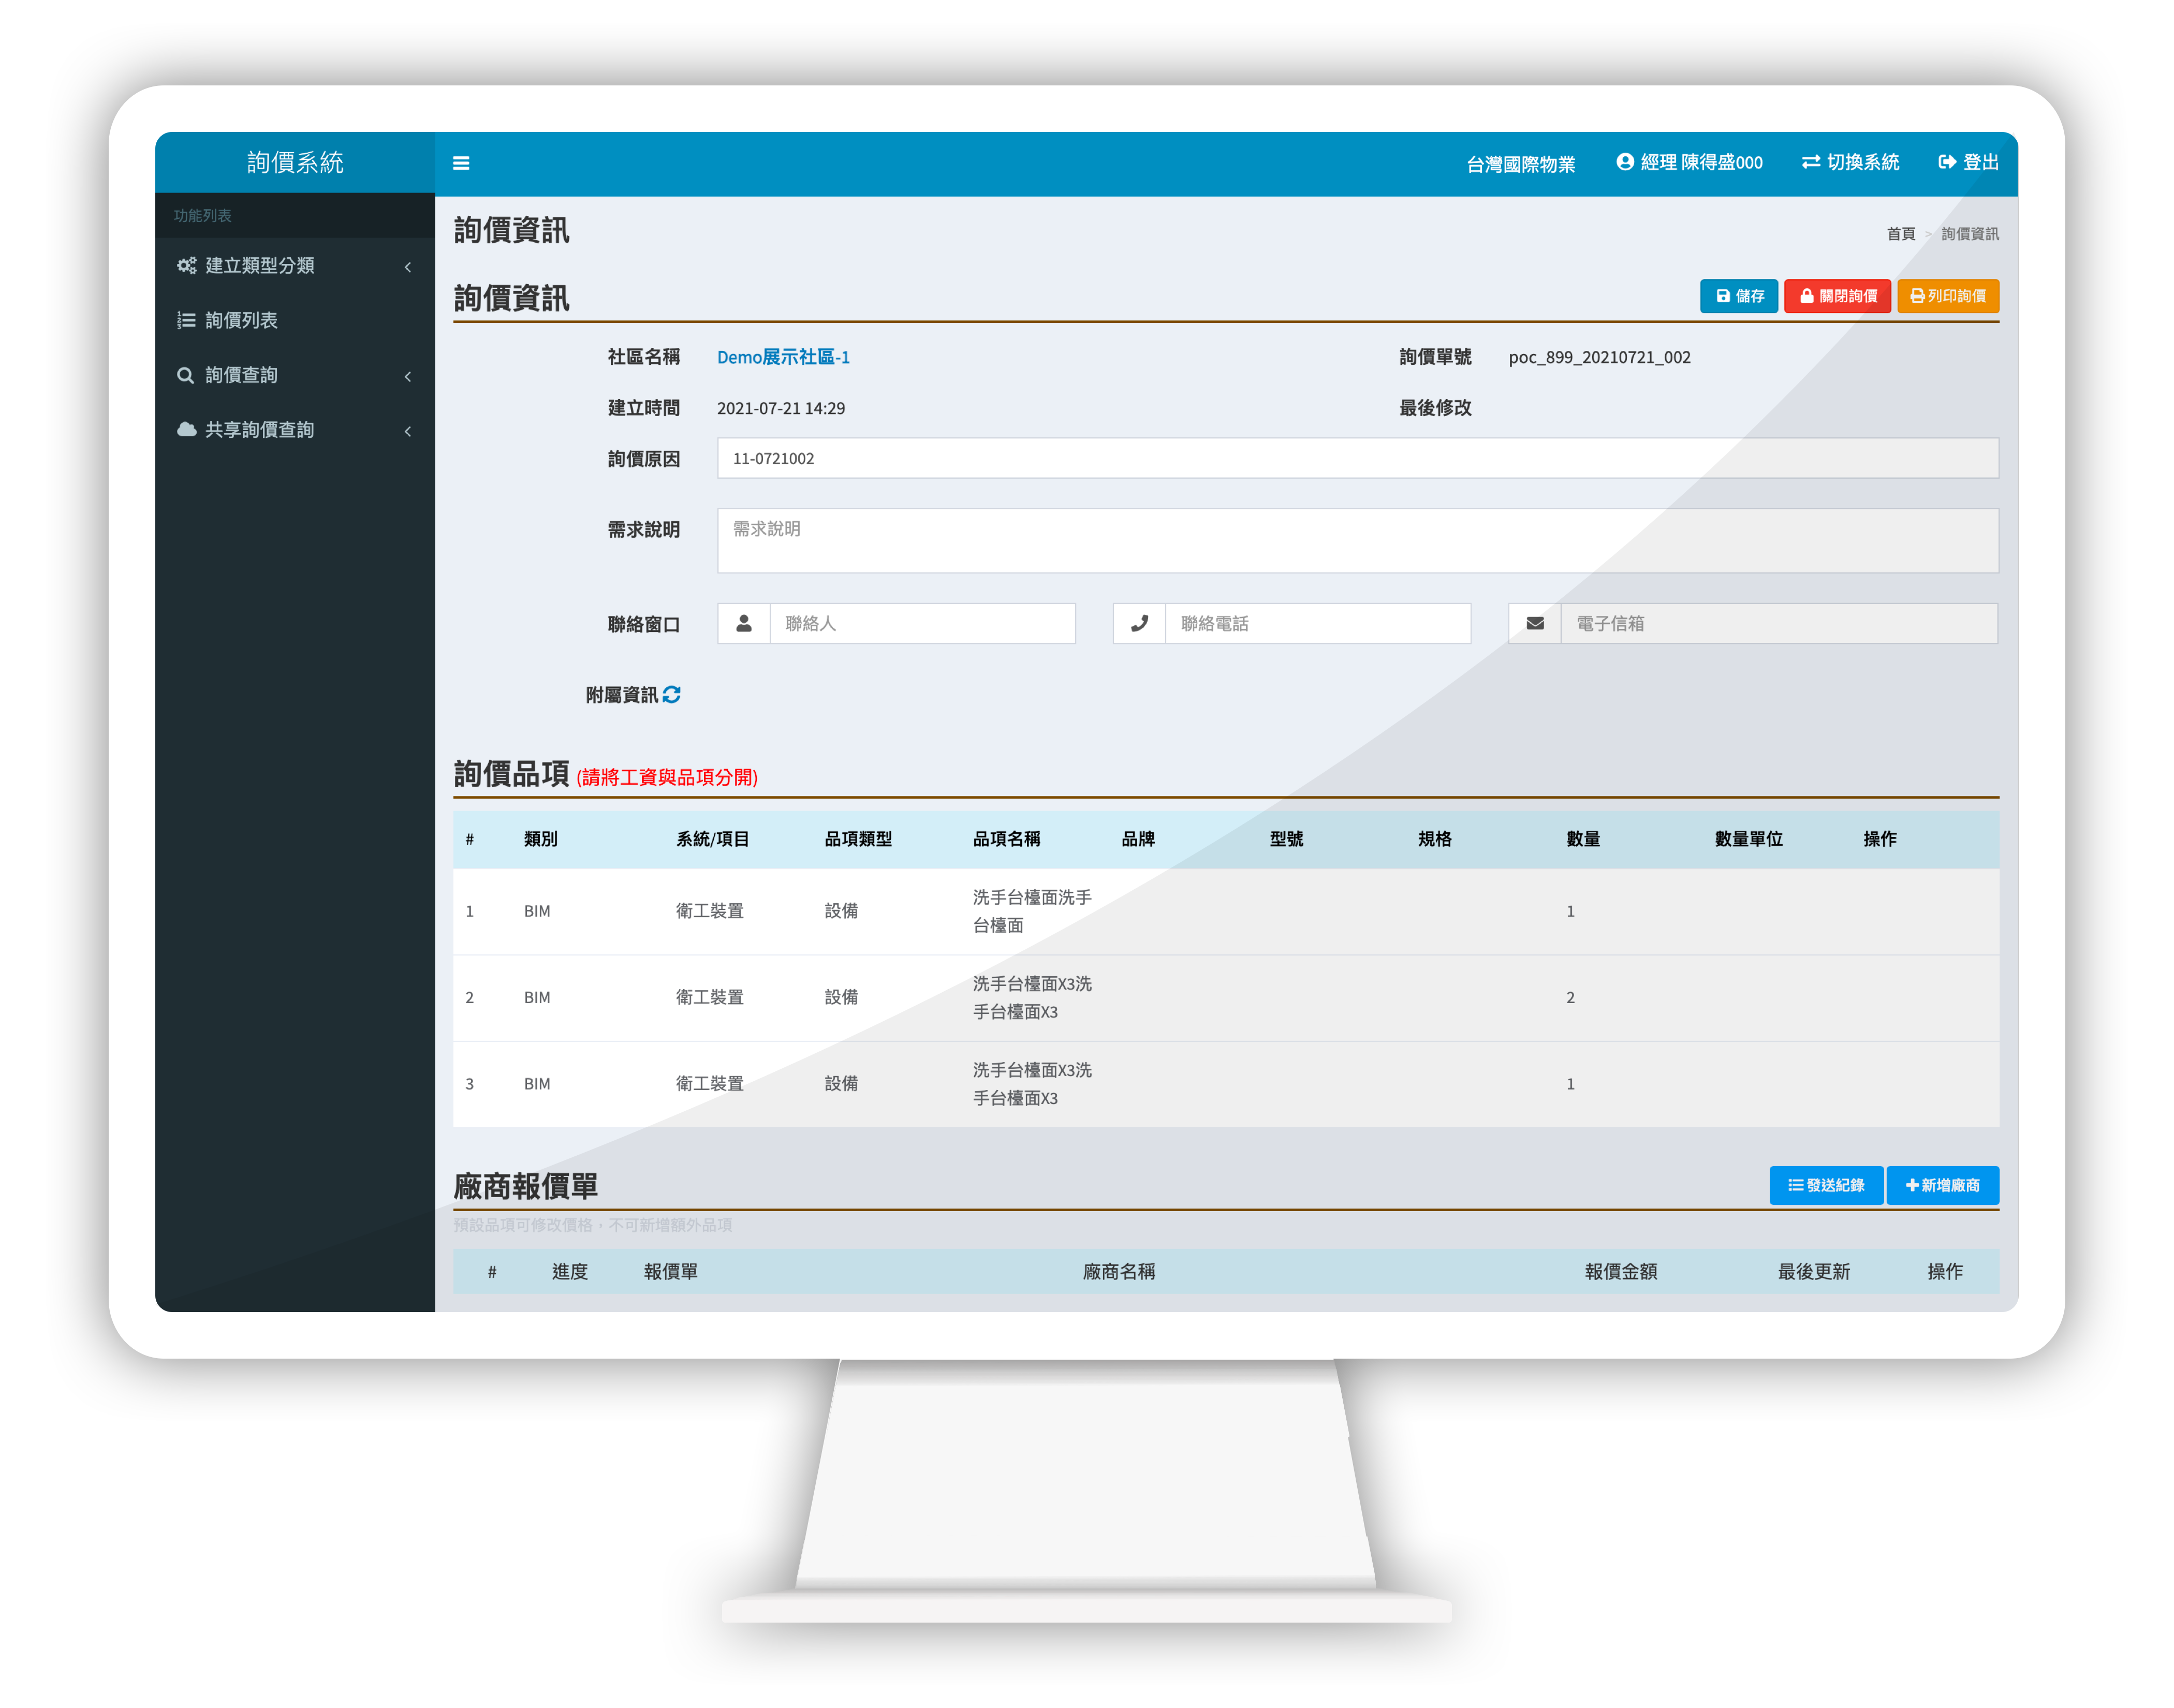 詢價系統
台灣國際物業 經理 陳得盛000 切換系統 登出
功能列表
建立類型分類
詢價列表
詢價查詢
共享詢價查詢
詢價資訊
首頁 > 詢價資訊
詢價資訊
儲存 關閉詢價 列印詢價
社區名稱 Demo展示社區-1 詢價單號 poc_899_20210721_002
建立時間 2021-07-21 14:29 最後修改
詢價原因 11-0721002
需求說明 需求說明
聯絡窗口 聯絡人 聯絡電話 電子信箱
附屬資訊
詢價品項 (請將工資與品項分開)
# 類別 系統/項目 品項類型 品項名稱 品牌 型號 規格 數量 數量單位 操作
1 BIM 衛工裝置 設備 洗手台檯面洗手 1
台檯面
2 BIM 衛工裝置 設備 洗手台檯面X3洗 2
手台檯面X3
3 BIM 衛工裝置 設備 洗手台檯面X3洗 1
手台檯面X3
廠商報價單
發送紀錄 新增廠商
預設品項可修改價格，不可新增額外品項
# 進度 報價單 廠商名稱 報價金額 最後更新 操作